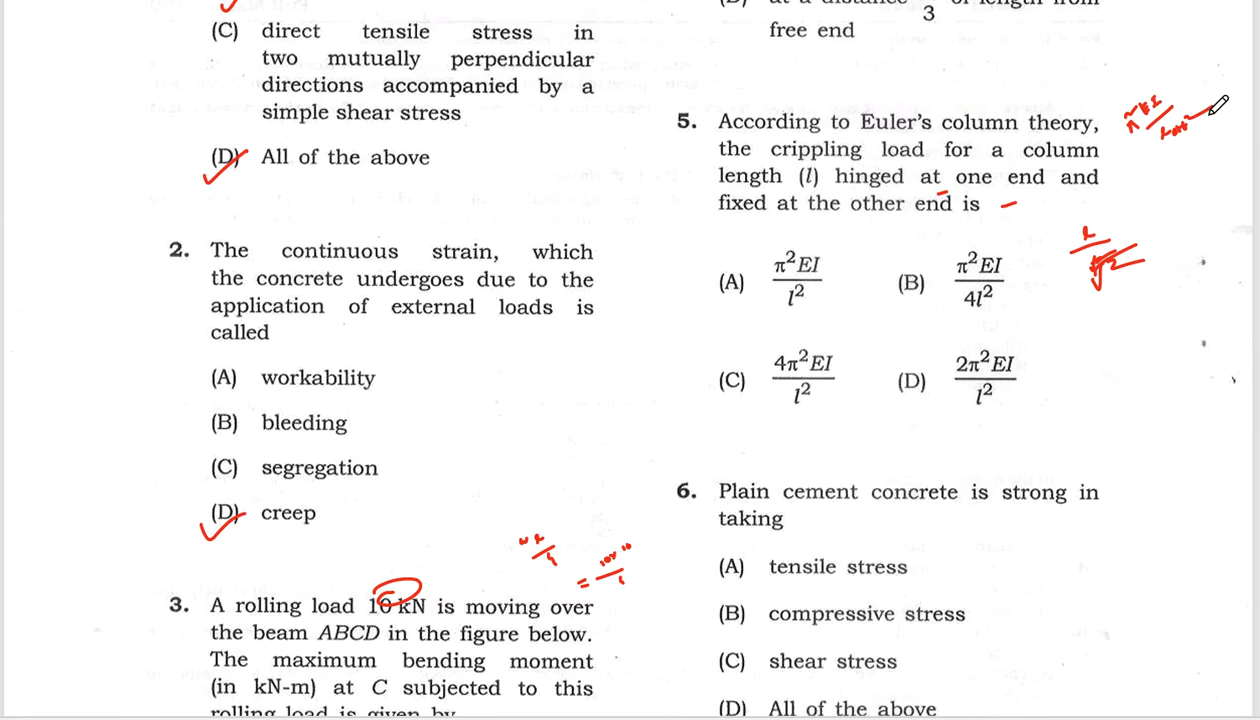 (C) direct tensile stress in
two mutually perpendicular
directions accompanied by a
simple shear stress
(D) All of the above
2. The continuous strain, which
the concrete undergoes due to the
application of external loads is
called
(A) workability
(B) bleeding
(C) segregation
(D) creep
3. A rolling load 10 kN is moving over
the beam ABCD in the figure below.
The maximum bending moment
(in kN-m) at C subjected to this
rolling load is given by
3
free end
5. According to Euler's column theory,
the crippling load for a column
length (l) hinged at one end and
fixed at the other end is
(A) π²EI/l² (B) π²EI/4l²
(C) 4π²EI/l² (D) 2π²EI/l²
6. Plain cement concrete is strong in
taking
(A) tensile stress
(B) compressive stress
(C) shear stress
(D) All of the above